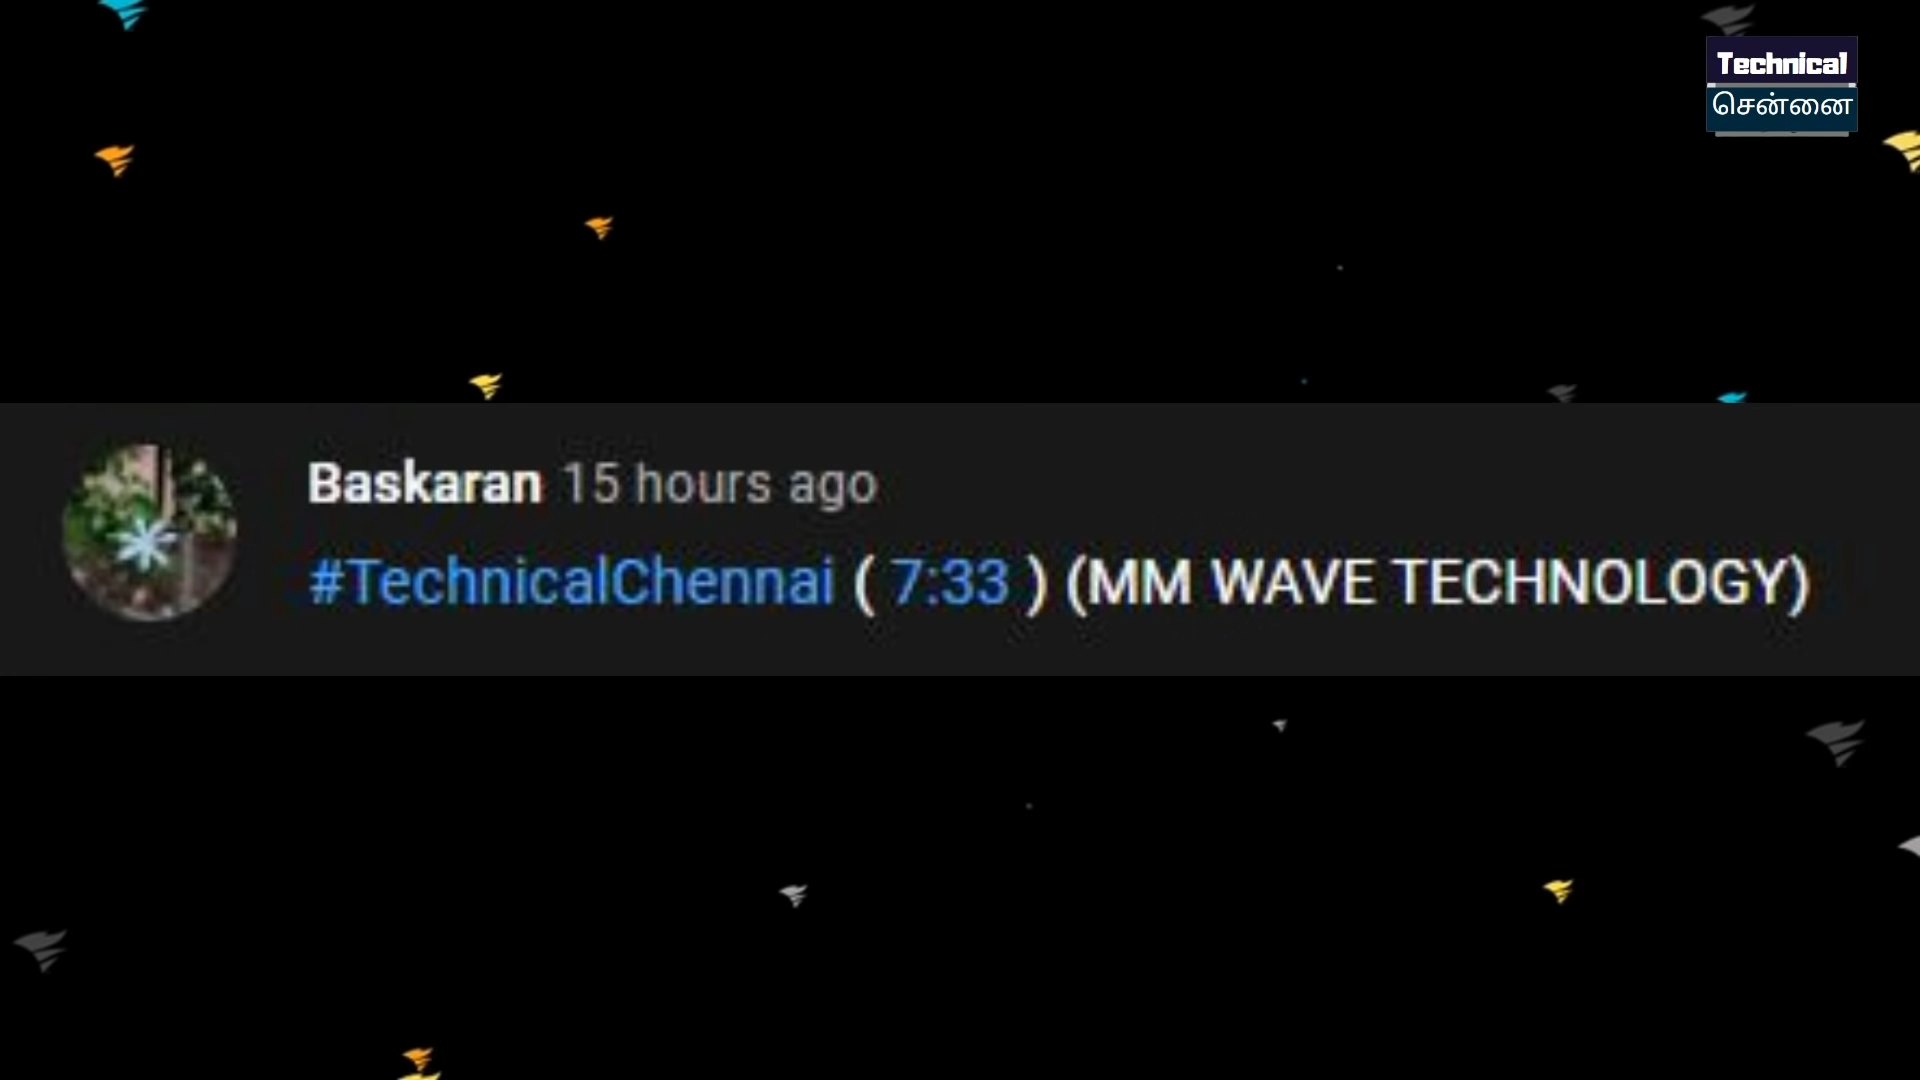 Technical
சென்னை
Baskaran 15 hours ago
#TechnicalChennai ( 7:33 ) (MM WAVE TECHNOLOGY)